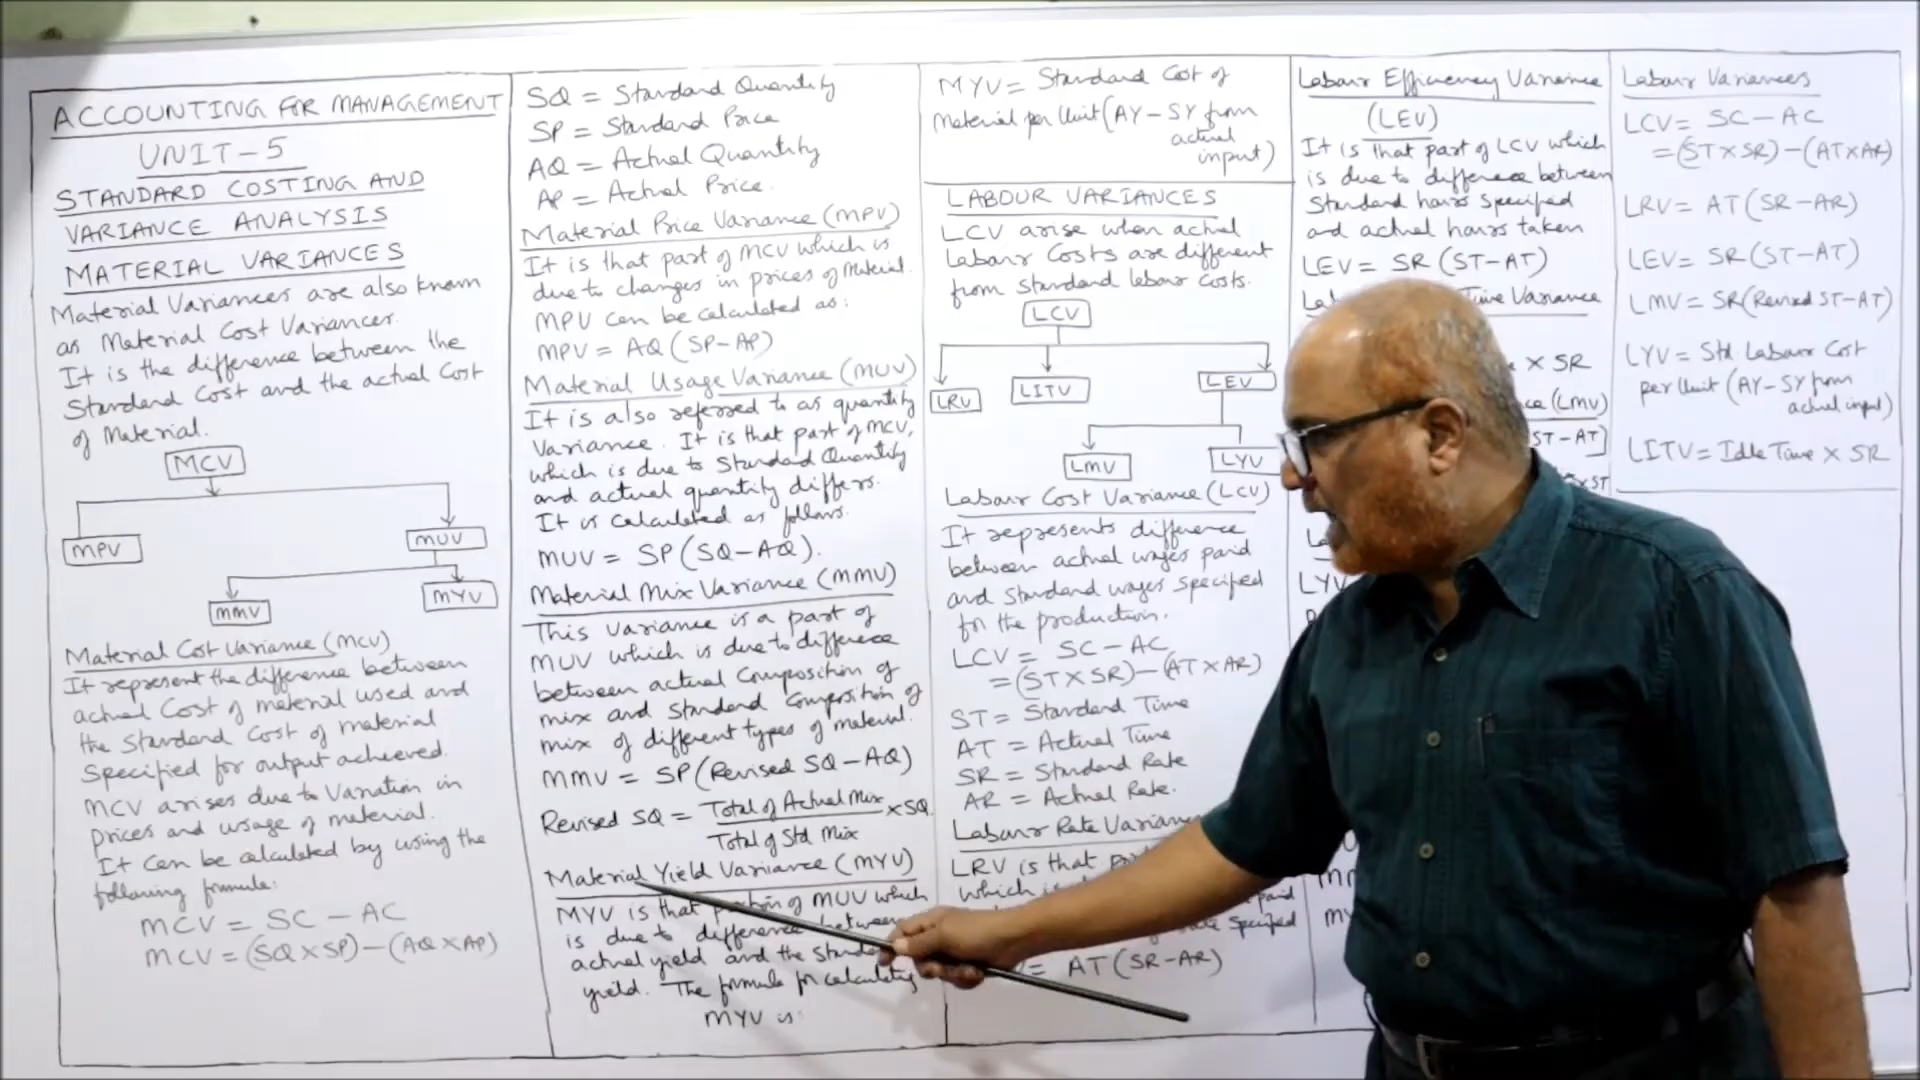 ACCOUNTING FOR MANAGEMENT
UNIT-5
STANDARD COSTING AND
VARIANCE ANALYSIS
MATERIAL VARIANCES
Material Variances are also known
as Material Cost Variances.
It is the difference between the
Standard Cost and the actual Cost
of Material.
MCV
MPV
MUV
MMV
MYV
Material Cost Variance (MCV)
It represent the difference between
actual Cost of material used and
the Standard Cost of material
Specified for output achieved.
MCV arises due to Variation in
prices and usage of material.
It can be calculated by using the
following formula:
MCV = SC - AC
MCV = (SQ × SP) - (AQ × AP)
SQ = Standard Quantity
SP = Standard Price
AQ = Actual Quantity
AP = Actual Price.
Material Price Variance (MPV)
It is that part of MCV which is
due to changes in prices of Material.
MPV can be calculated as:
MPV = AQ (SP-AP)
Material Usage Variance (MUV)
It is also referred to as quantity
Variance. It is that part of MCV,
which is due to Standard Quantity
and actual quantity differs.
It is calculated as follows.
MUV = SP (SQ-AQ).
Material Mix Variance (MMV)
This variance is a part of
MUV which is due to difference
between actual Composition of
mix and Standard Composition of
mix of different types of material.
MMV = SP (Revised SQ - AQ)
Revised SQ = Total of Actual Mix × SQ
Total of Std Mix
Material Yield Variance (MYV)
MYV is that portion of MUV which
is due to difference between
actual yield and the Standard
yield. The formula for calculating
MYV is:
MYV = Standard Cost of
Material per Unit (AY - SY from
actual
input)
LABOUR VARIANCES
LCV arise when actual
Labour Costs are different
from Standard labour Costs.
LCV
LRV
LITV
LEV
LMV
LYV
Labour Cost Variance (LCV)
It represents difference
between actual wages paid
and Standard wages specified
for the production.
LCV = SC - AC
= (ST × SR) - (AT × AR)
ST = Standard Time
AT = Actual Time
SR = Standard Rate
AR = Actual Rate.
Labour Rate
LRV is that
which
Specified
= AT (SR-AR)
Labour Efficiency Variance
(LEV)
It is that part of LCV which
is due to difference between
Standard hours Specified
and actual hours taken
LEV = SR (ST-AT)
Time Variance
× SR
(LMV)
ST-AT]
× ST
LYV
Labour Variances
LCV = SC - AC
= (ST × SR) - (AT × AR)
LRV = AT (SR-AR)
LEV = SR (ST-AT)
LMV = SR (Revised ST-AT)
LYV = Std. Labour Cost
per Unit (AY-SY from
actual input)
LITV = Idle Time × SR